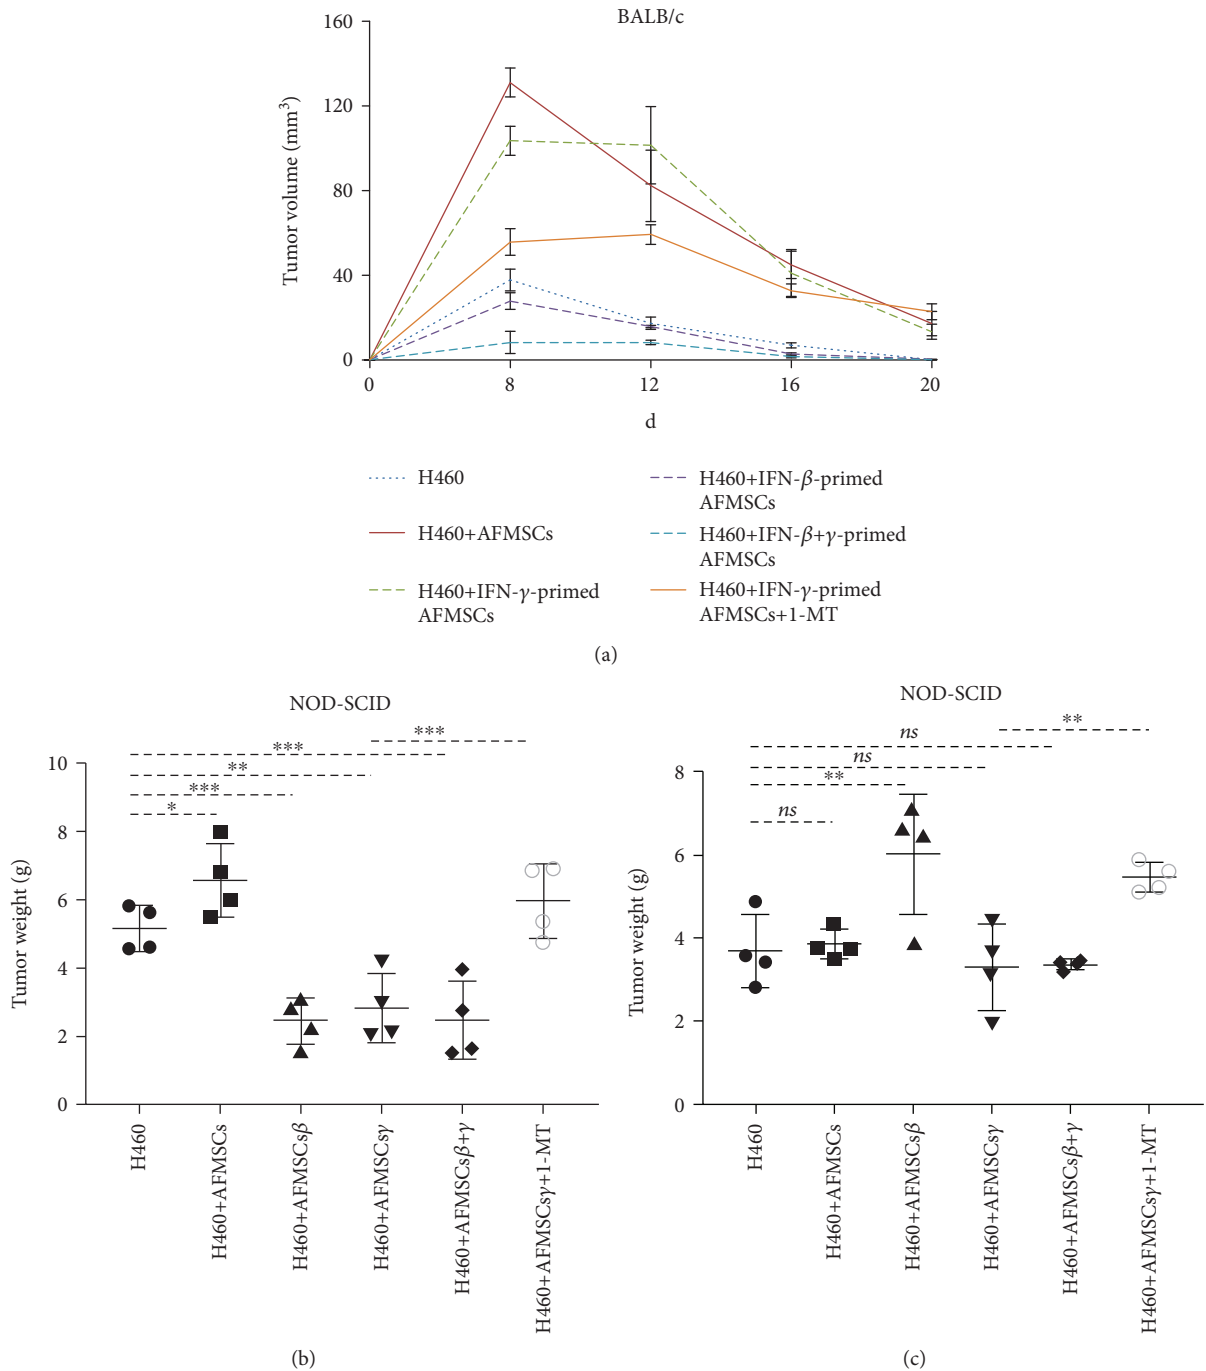 BALB/c
160
120
80
40
0
Tumor volume (mm³)
0 8 12 16 20
d
H460
H460+AFMSCs
H460+IFN-γ-primed
AFMSCs
H460+IFN-β-primed
AFMSCs
H460+IFN-β+γ-primed
AFMSCs
H460+IFN-γ-primed
AFMSCs+1-MT
(a)
NOD-SCID
***
***
**
***
*
10
8
6
4
2
0
Tumor weight (g)
H460
H460+AFMSCs
H460+AFMSCsβ
H460+AFMSCsγ
H460+AFMSCsβ+γ
H460+AFMSCsγ+1-MT
(b)
NOD-SCID
**
ns
ns
**
ns
8
6
4
2
0
Tumor weight (g)
H460
H460+AFMSCs
H460+AFMSCsβ
H460+AFMSCsγ
H460+AFMSCsβ+γ
H460+AFMSCsγ+1-MT
(c)